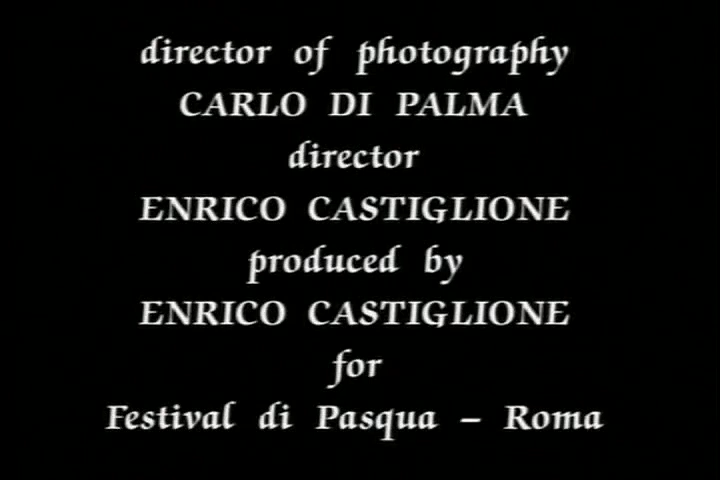 director of photography
CARLO DI PALMA
director
ENRICO CASTIGLIONE
produced by
ENRICO CASTIGLIONE
for
Festival di Pasqua – Roma